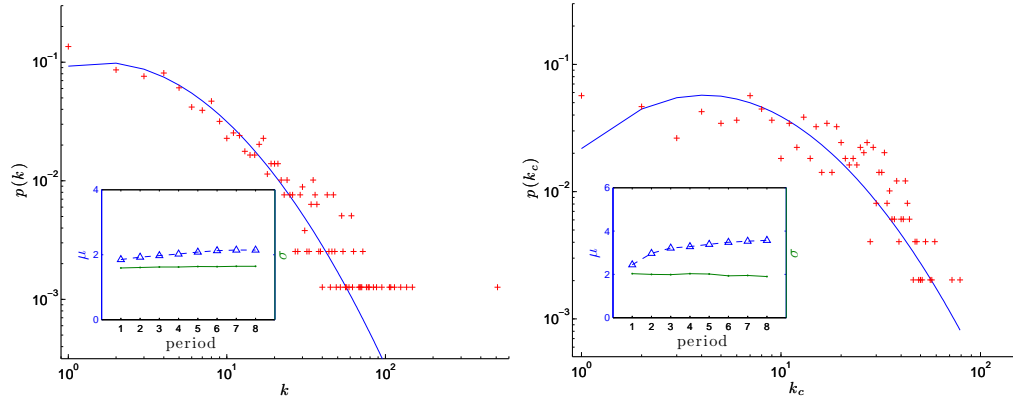 10^{-1}
10^{-2}
10^{-3}
p(k)
10^0
10^1
10^2
k
4
2
0
μ
σ
1 2 3 4 5 6 7 8
period
10^{-1}
10^{-2}
10^{-3}
p(k_c)
10^0
10^1
10^2
k_c
6
4
2
0
μ
σ
1 2 3 4 5 6 7 8
period